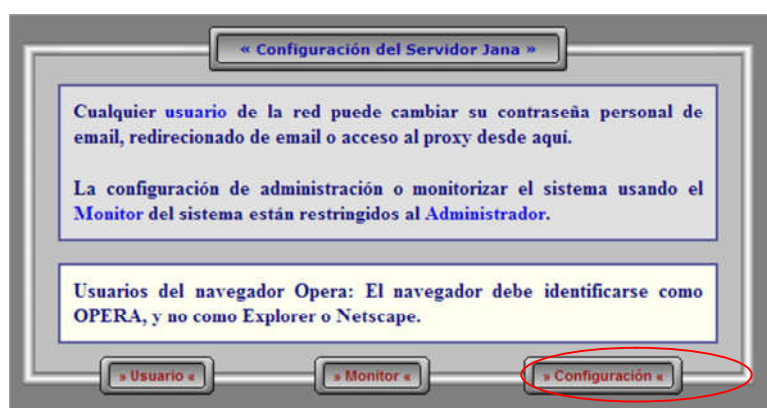 « Configuración del Servidor Jana »
Cualquier usuario de la red puede cambiar su contraseña personal de
email, redirecionado de email o acceso al proxy desde aquí.
La configuración de administración o monitorizar el sistema usando el
Monitor del sistema están restringidos al Administrador.
Usuarios del navegador Opera: El navegador debe identificarse como
OPERA, y no como Explorer o Netscape.
» Usuario « » Monitor « » Configuración «